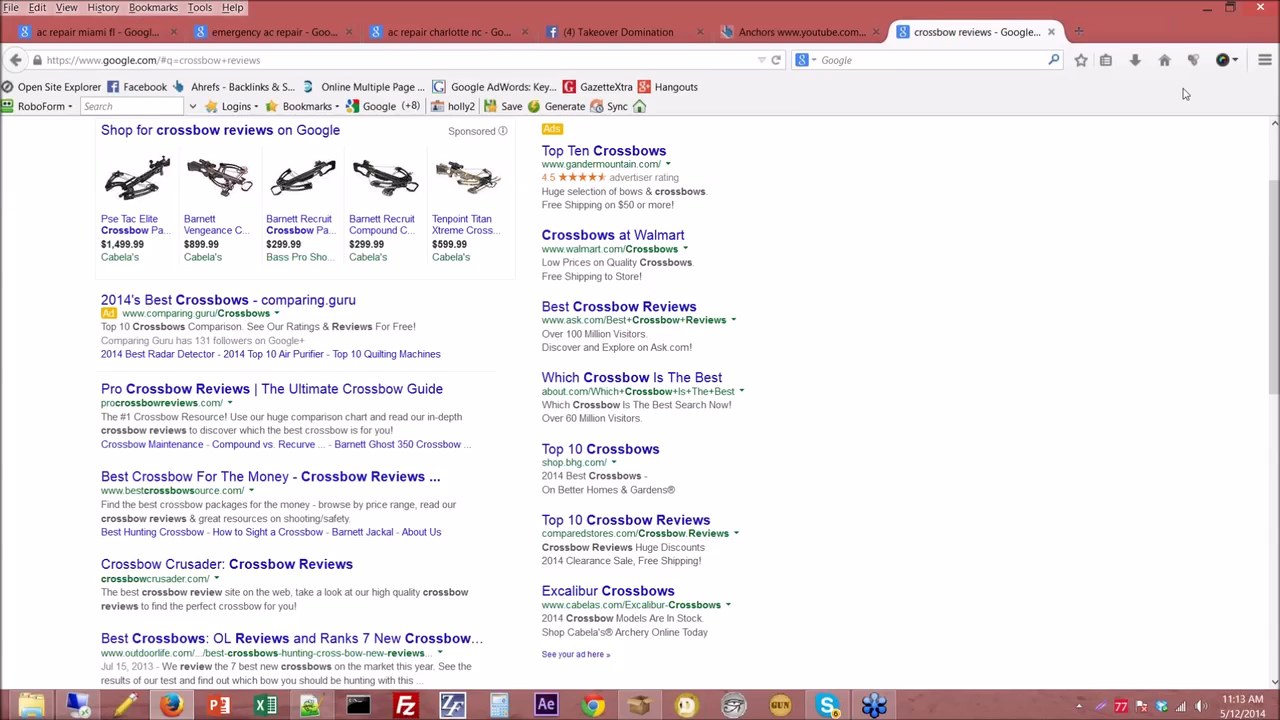 File Edit View History Bookmarks Tools Help
ac repair miami fl - Googl...
emergency ac repair - Goo...
ac repair charlotte nc - Goo...
(4) Takeover Domination
Anchors www.youtube.com...
crossbow reviews - Google...
https://www.google.com/#q=crossbow+reviews
Google
Open Site Explorer Facebook Ahrefs - Backlinks & S... Online Multiple Page ... Google AdWords: Key... GazetteXtra Hangouts
RoboForm Search Logins Bookmarks Google (+8) holly2 Save Generate Sync
Shop for crossbow reviews on Google Sponsored
Pse Tac Elite
Crossbow Pa...
$1,499.99
Cabela's
Barnett
Vengeance C...
$899.99
Cabela's
Barnett Recruit
Crossbow Pa...
$299.99
Bass Pro Sho...
Barnett Recruit
Compound C...
$299.99
Cabela's
Tenpoint Titan
Xtreme Cross...
$599.99
Cabela's
2014's Best Crossbows - comparing.guru
Ad www.comparing.guru/Crossbows
Top 10 Crossbows Comparison. See Our Ratings & Reviews For Free!
Comparing Guru has 131 followers on Google+
2014 Best Radar Detector - 2014 Top 10 Air Purifier - Top 10 Quilting Machines
Pro Crossbow Reviews | The Ultimate Crossbow Guide
procrossbowreviews.com/
The #1 Crossbow Resource! Use our huge comparison chart and read our in-depth
crossbow reviews to discover which the best crossbow is for you!
Crossbow Maintenance - Compound vs. Recurve ... - Barnett Ghost 350 Crossbow ...
Best Crossbow For The Money - Crossbow Reviews ...
www.bestcrossbowsource.com/
Find the best crossbow packages for the money - browse by price range, read our
crossbow reviews & great resources on shooting/safety.
Best Hunting Crossbow - How to Sight a Crossbow - Barnett Jackal - About Us
Crossbow Crusader: Crossbow Reviews
crossbowcrusader.com/
The best crossbow review site on the web, take a look at our high quality crossbow
reviews to find the perfect crossbow for you!
Best Crossbows: OL Reviews and Ranks 7 New Crossbow...
www.outdoorlife.com/.../best-crossbows-hunting-cross-bow-new-reviews...
Jul 15, 2013 - We review the 7 best new crossbows on the market this year. See the
results of our test and find out which bow you should be hunting with this ...
Ads
Top Ten Crossbows
www.gandermountain.com/
4.5 advertiser rating
Huge selection of bows & crossbows.
Free Shipping on $50 or more!
Crossbows at Walmart
www.walmart.com/Crossbows
Low Prices on Quality Crossbows.
Free Shipping to Store!
Best Crossbow Reviews
www.ask.com/Best+Crossbow+Reviews
Over 100 Million Visitors.
Discover and Explore on Ask.com!
Which Crossbow Is The Best
about.com/Which+Crossbow+Is+The+Best
Which Crossbow Is The Best Search Now!
Over 60 Million Visitors.
Top 10 Crossbows
shop.bhg.com/
2014 Best Crossbows -
On Better Homes & Gardens®
Top 10 Crossbow Reviews
comparedstores.com/Crossbow Reviews
Crossbow Reviews Huge Discounts
2014 Clearance Sale, Free Shipping!
Excalibur Crossbows
www.cabelas.com/Excalibur-Crossbows
2014 Crossbow Models Are In Stock.
Shop Cabela's® Archery Online Today
See your ad here »
77
11:13 AM
5/12/2014